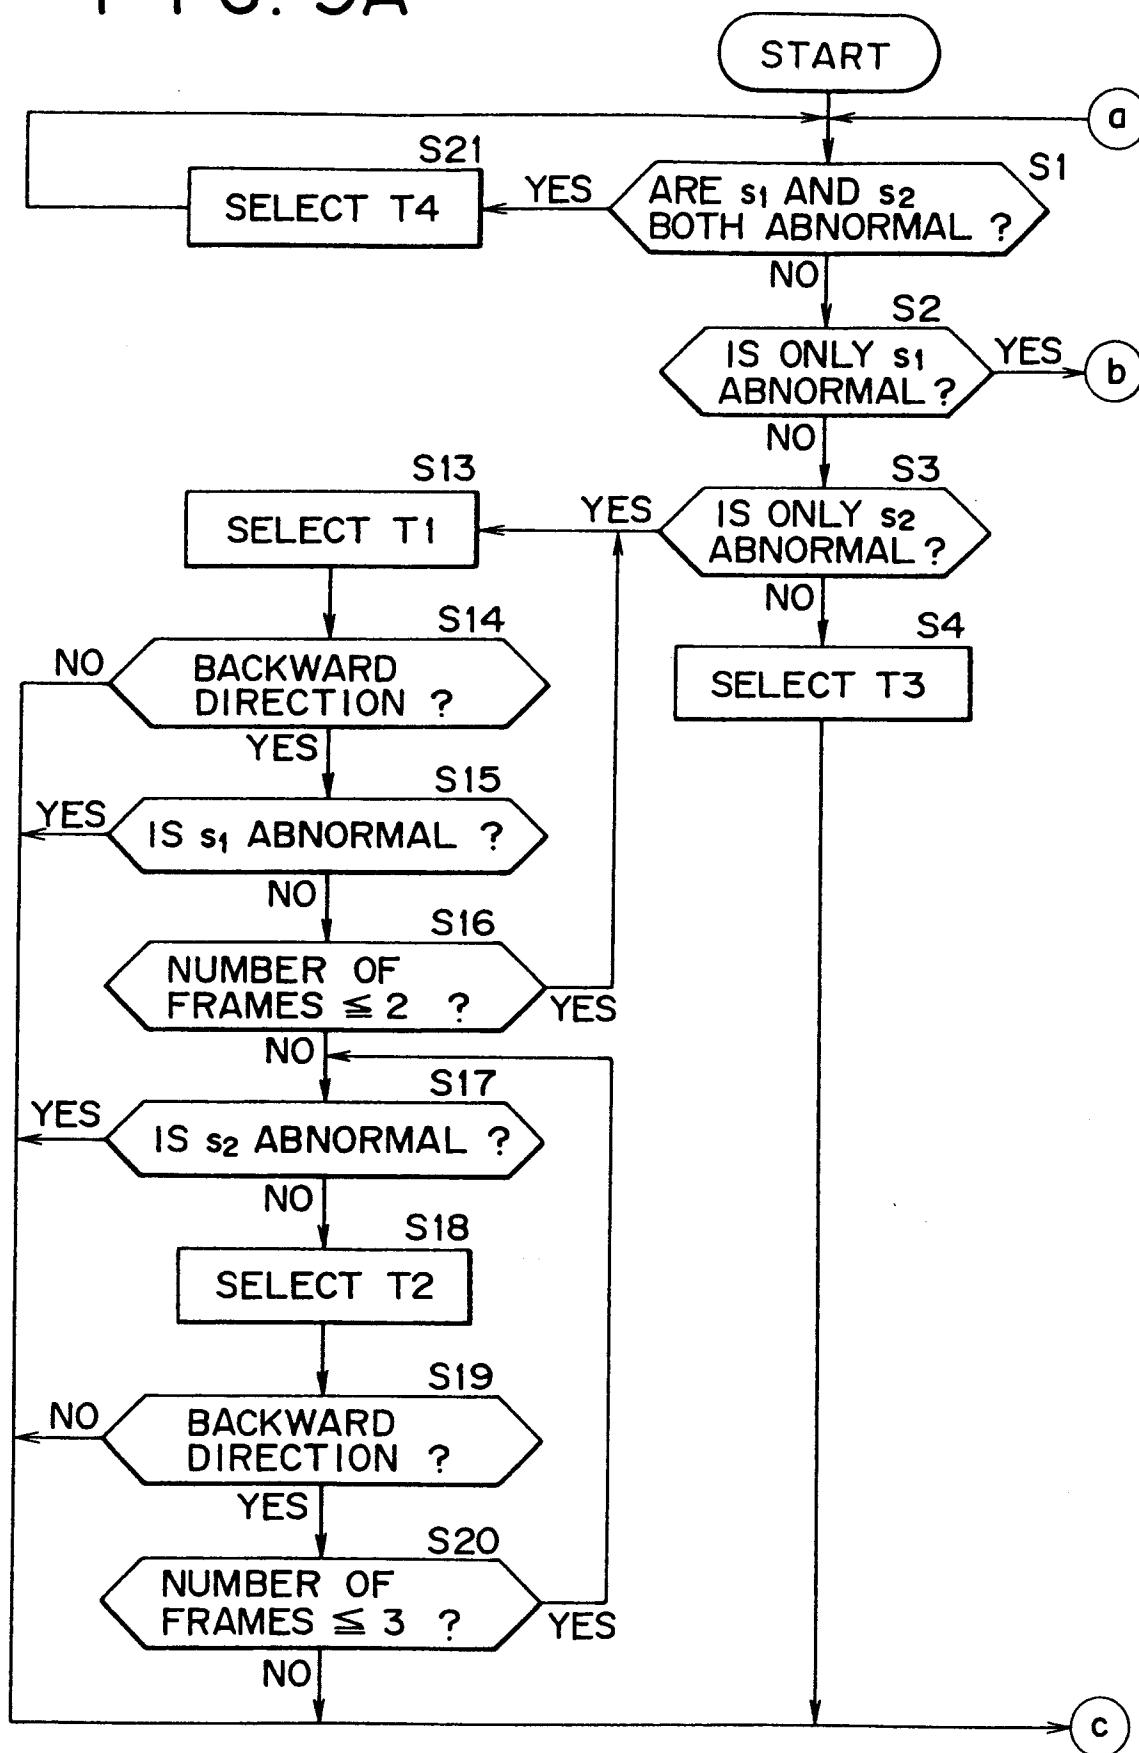 FIG. 9A
START
a
S21
S1
SELECT T4
YES
ARE s1 AND s2
BOTH ABNORMAL ?
NO
S2
IS ONLY s1
ABNORMAL ?
YES
b
NO
S13
S3
SELECT T1
YES
IS ONLY s2
ABNORMAL ?
NO
S14
S4
NO
BACKWARD
DIRECTION ?
SELECT T3
YES
S15
YES
IS s1 ABNORMAL ?
NO
S16
NUMBER OF
FRAMES ≦ 2 ?
YES
NO
S17
YES
IS s2 ABNORMAL ?
NO
S18
SELECT T2
S19
NO
BACKWARD
DIRECTION ?
YES
S20
NUMBER OF
FRAMES ≦ 3 ?
YES
NO
c